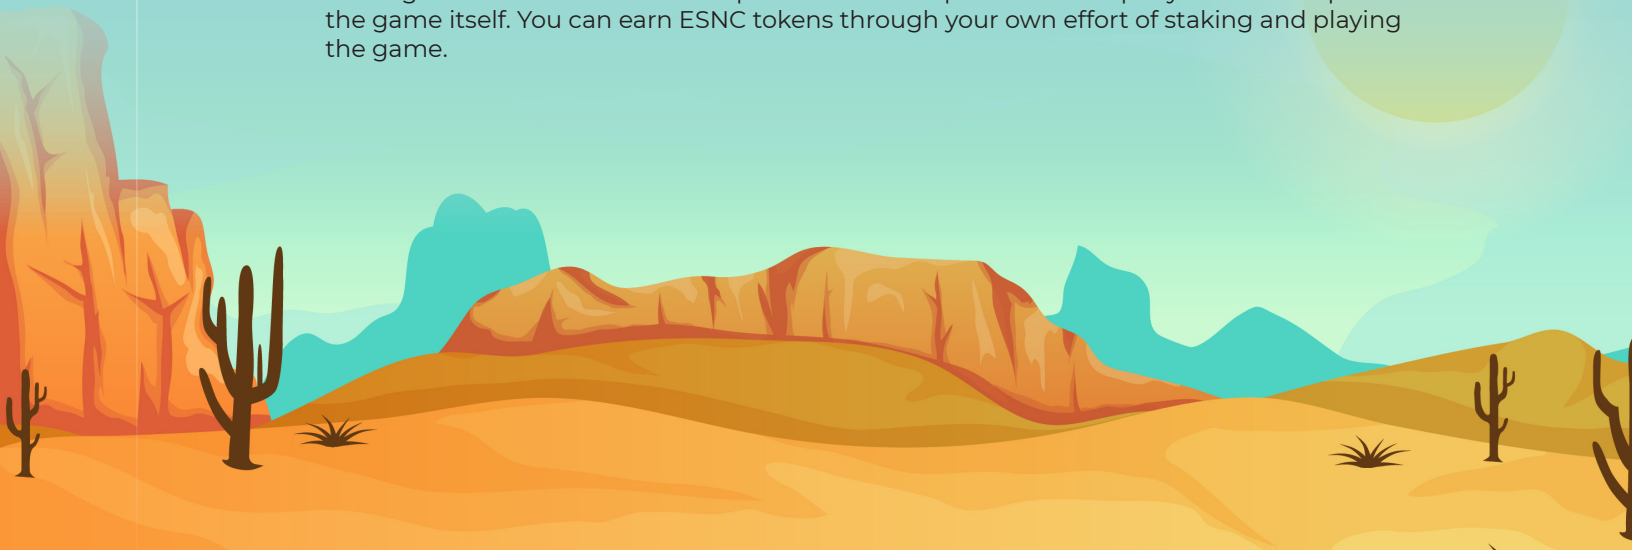 the game itself. You can earn ESNC tokens through your own effort of staking and playing
the game.